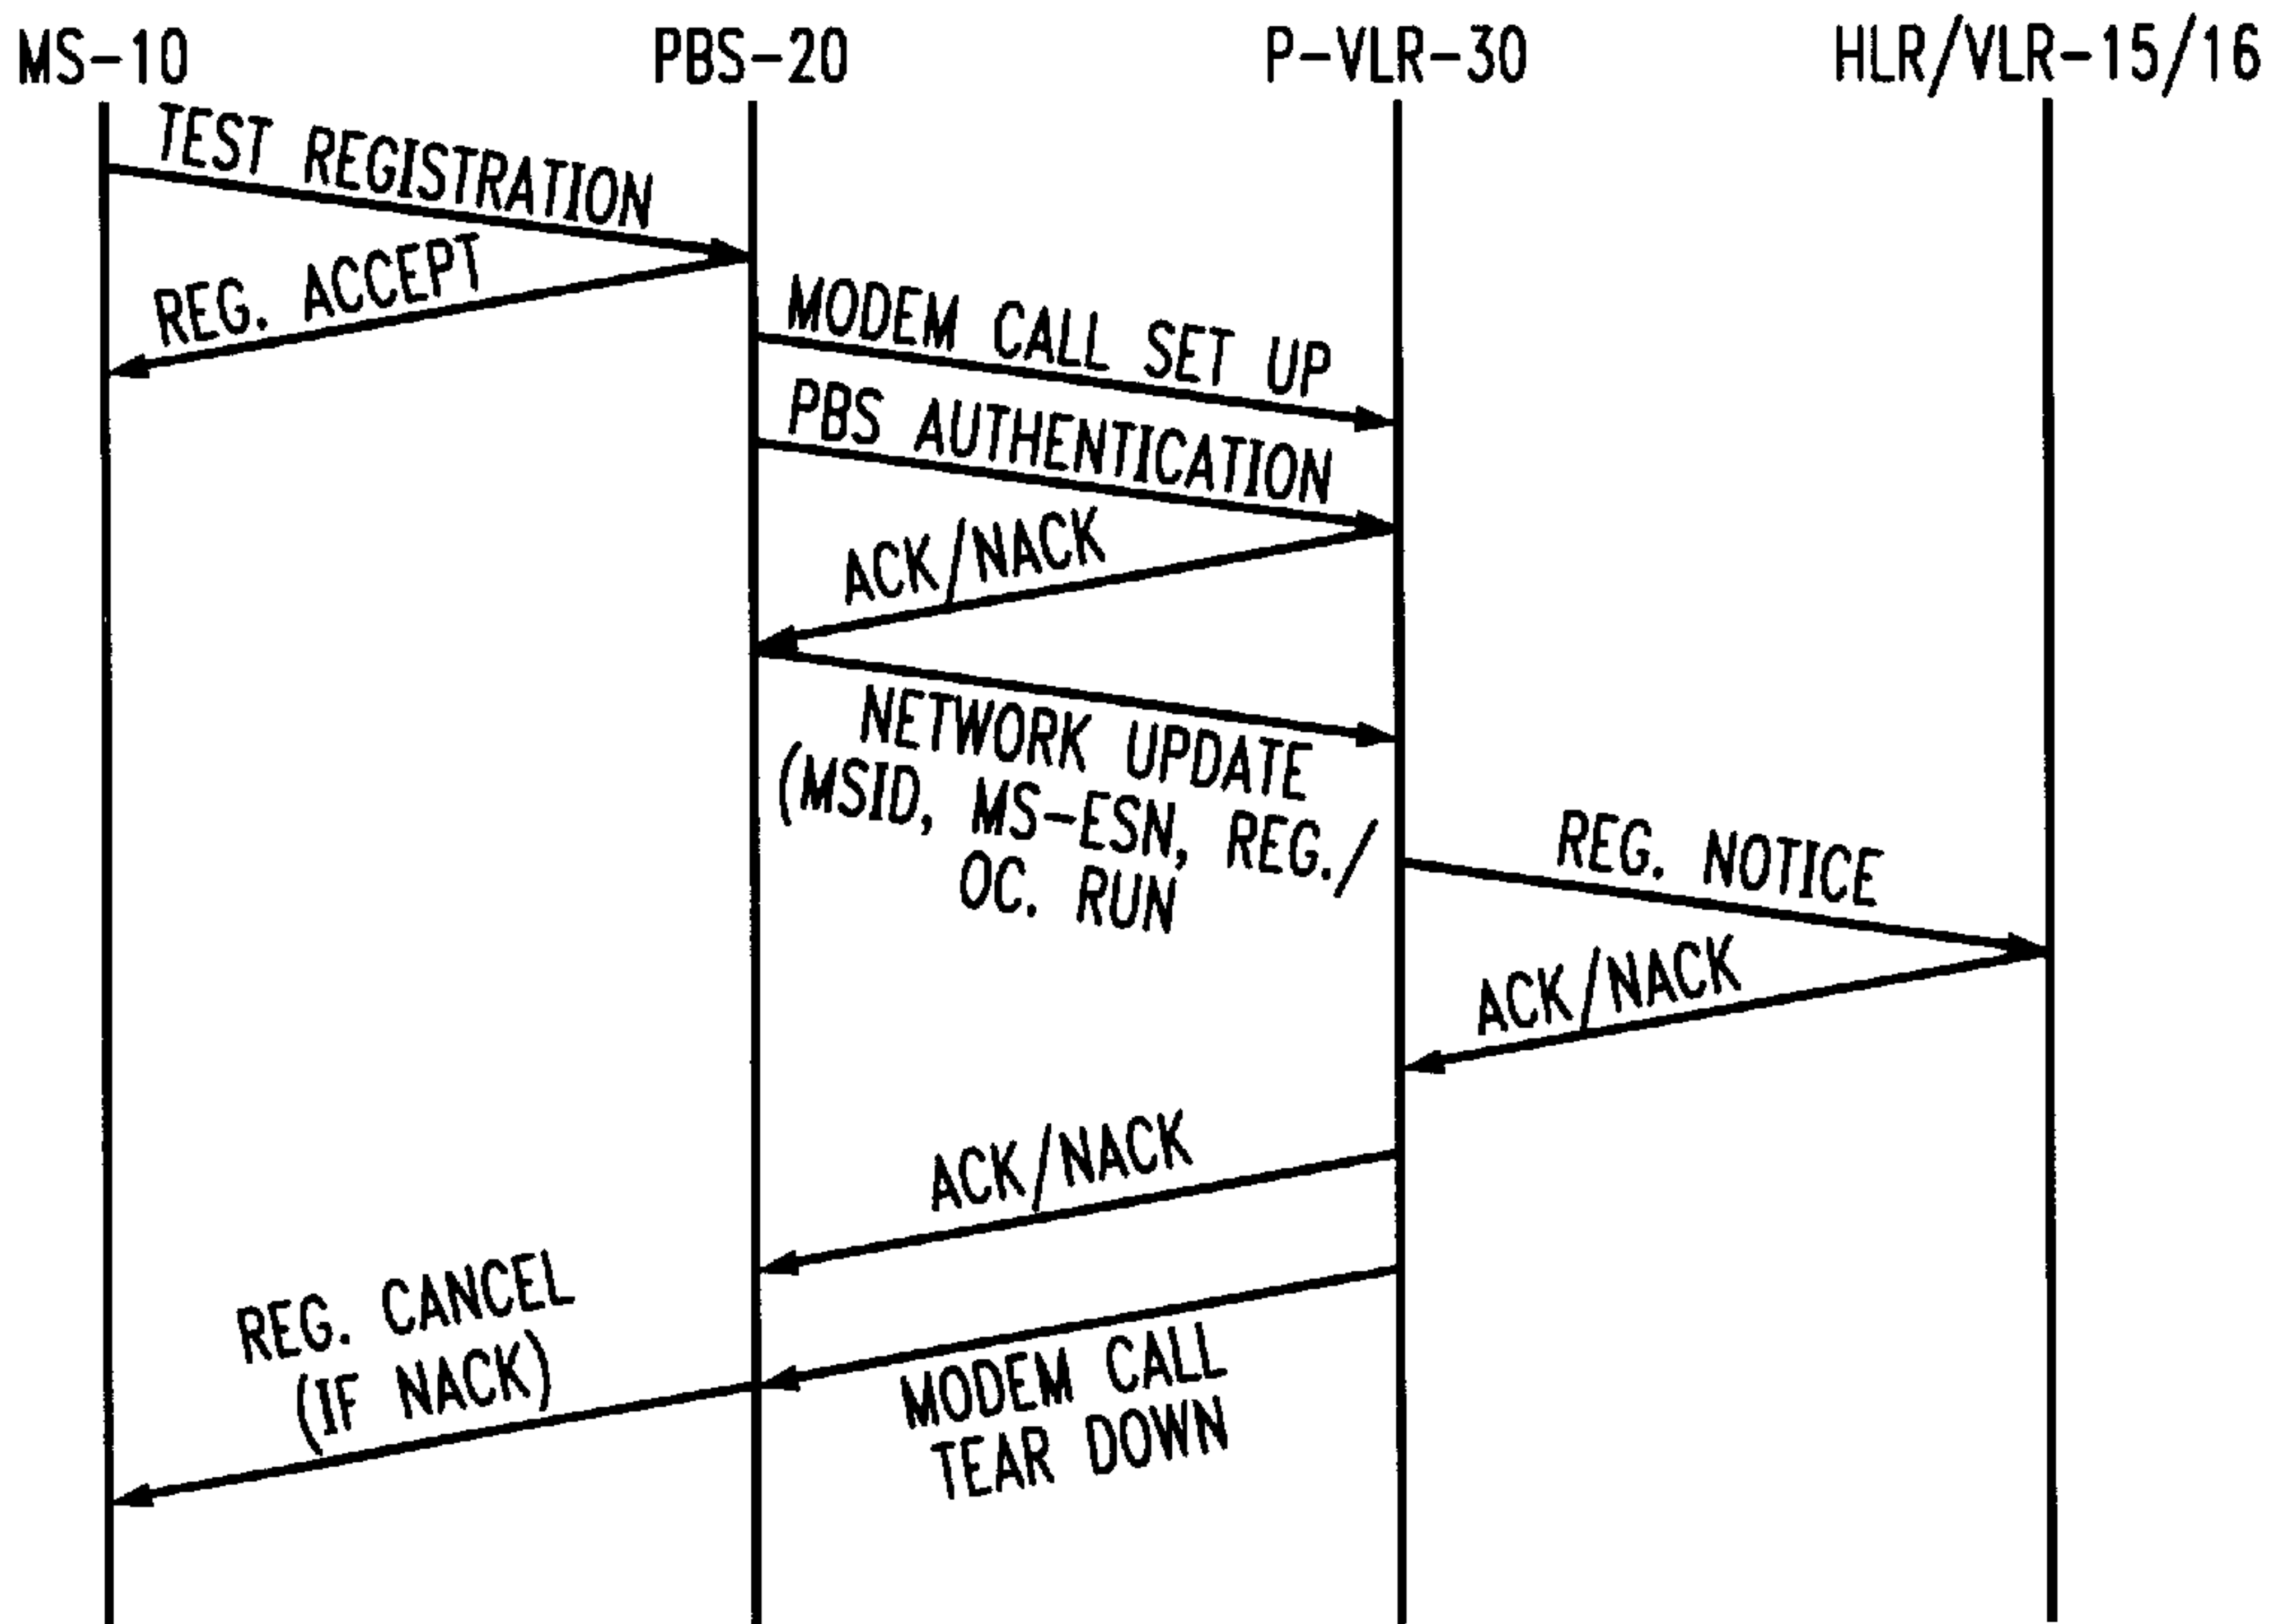 MS-10 PBS-20 P-VLR-30 HLR/VLR-15/16
TEST REGISTRATION
REG. ACCEPT
MODEM CALL SET UP
PBS AUTHENTICATION
ACK/NACK
NETWORK UPDATE
(MSID, MS-ESN, REG./
OC. RUN
REG. NOTICE
ACK/NACK
ACK/NACK
MODEM CALL
TEAR DOWN
REG. CANCEL
(IF NACK)